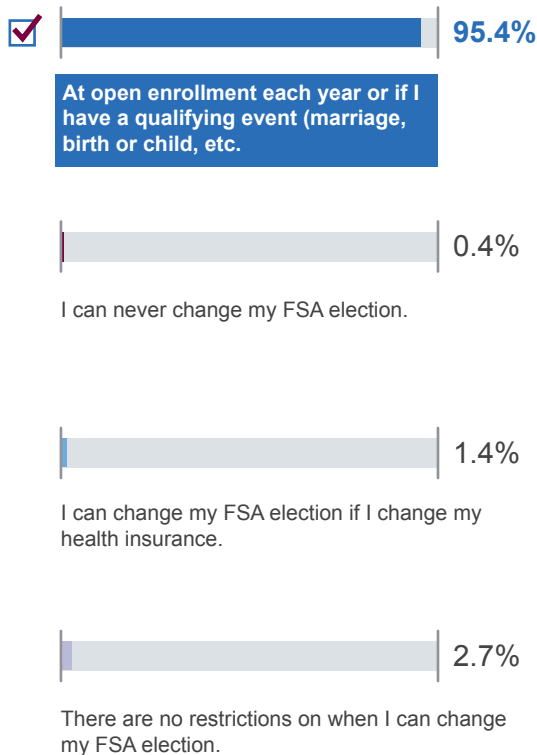 95.4%
At open enrollment each year or if I
have a qualifying event (marriage,
birth or child, etc.
0.4%
I can never change my FSA election.
1.4%
I can change my FSA election if I change my
health insurance.
2.7%
There are no restrictions on when I can change
my FSA election.